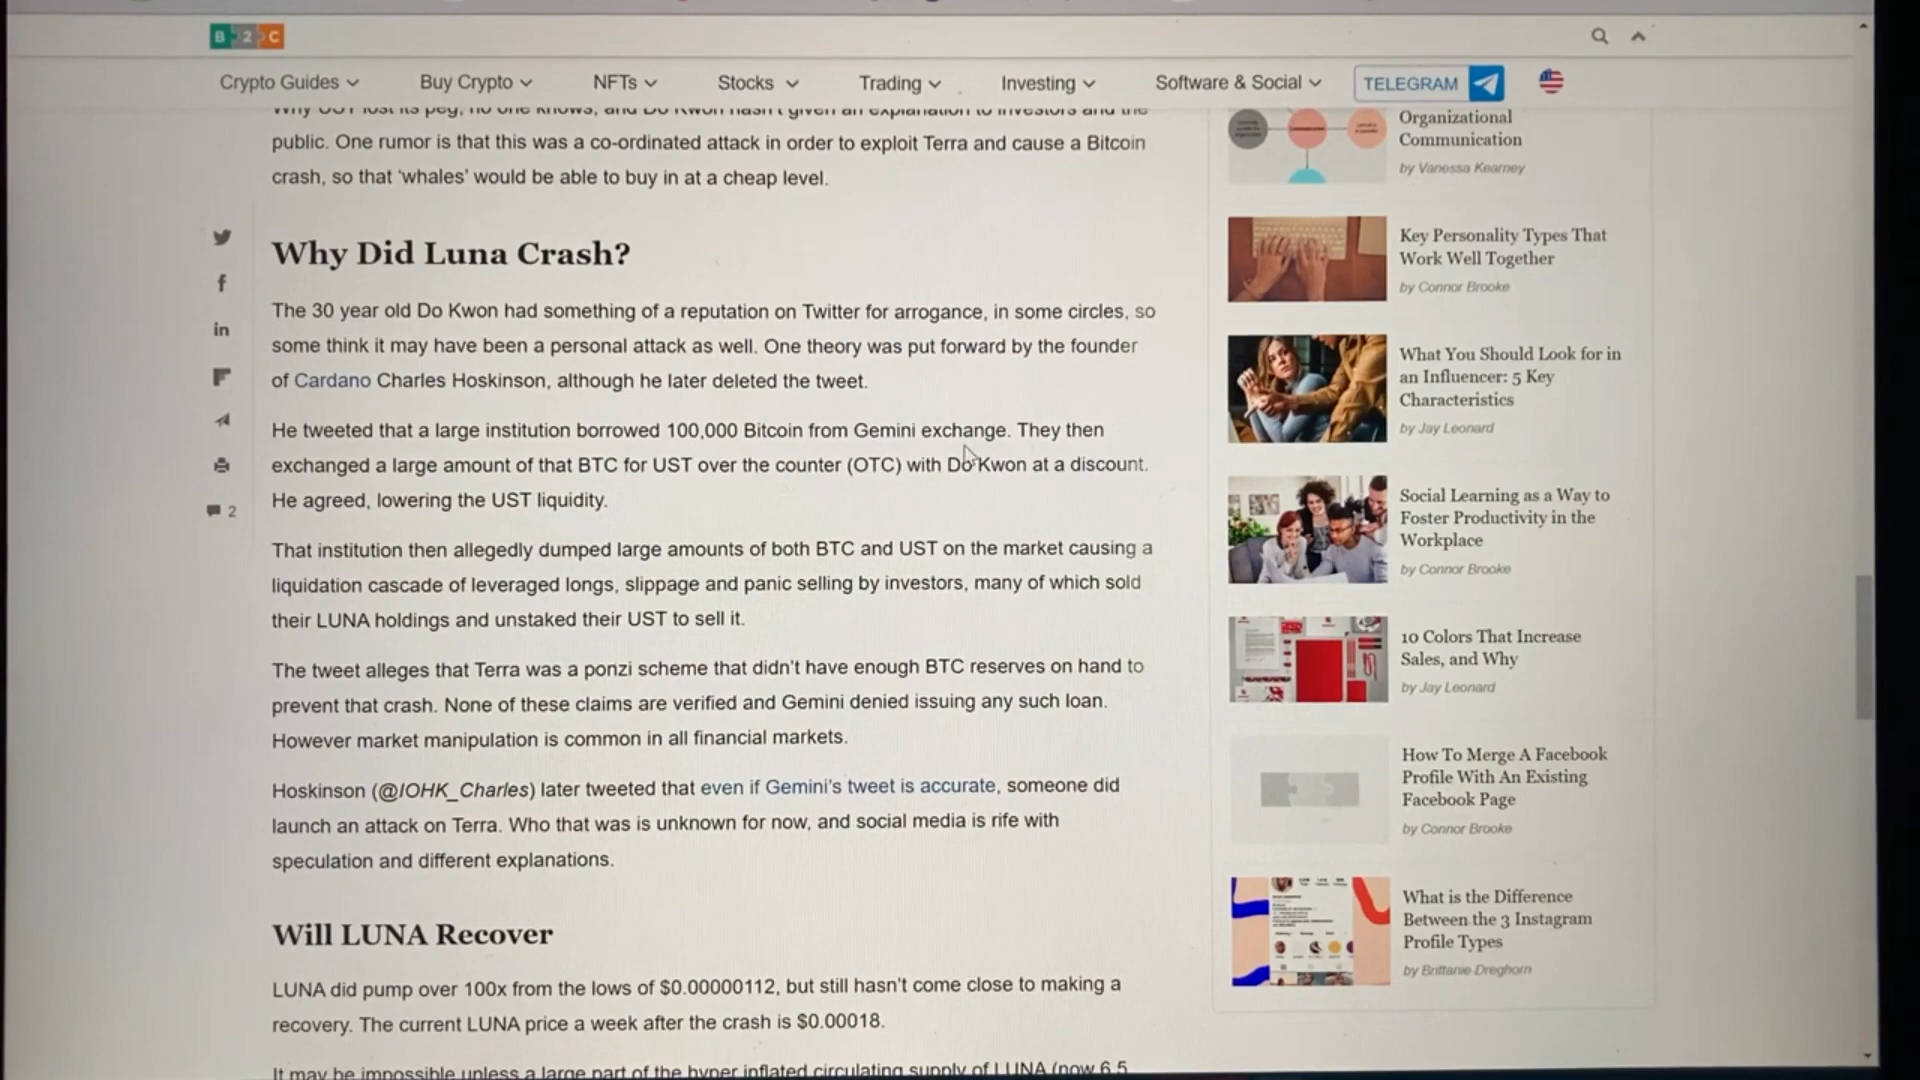 B 2 C
Crypto Guides
Buy Crypto
NFTs
Stocks
Trading
Investing
Software & Social
TELEGRAM
Why UST lost its peg, no one knows, and Do Kwon hasn't given an explanation to investors and the
public. One rumor is that this was a co-ordinated attack in order to exploit Terra and cause a Bitcoin
crash, so that ‘whales’ would be able to buy in at a cheap level.
Why Did Luna Crash?
The 30 year old Do Kwon had something of a reputation on Twitter for arrogance, in some circles, so
some think it may have been a personal attack as well. One theory was put forward by the founder
of Cardano Charles Hoskinson, although he later deleted the tweet.
He tweeted that a large institution borrowed 100,000 Bitcoin from Gemini exchange. They then
exchanged a large amount of that BTC for UST over the counter (OTC) with Do Kwon at a discount.
He agreed, lowering the UST liquidity.
2
That institution then allegedly dumped large amounts of both BTC and UST on the market causing a
liquidation cascade of leveraged longs, slippage and panic selling by investors, many of which sold
their LUNA holdings and unstaked their UST to sell it.
The tweet alleges that Terra was a ponzi scheme that didn't have enough BTC reserves on hand to
prevent that crash. None of these claims are verified and Gemini denied issuing any such loan.
However market manipulation is common in all financial markets.
Hoskinson (@IOHK_Charles) later tweeted that even if Gemini's tweet is accurate, someone did
launch an attack on Terra. Who that was is unknown for now, and social media is rife with
speculation and different explanations.
Will LUNA Recover
LUNA did pump over 100x from the lows of $0.00000112, but still hasn't come close to making a
recovery. The current LUNA price a week after the crash is $0.00018.
It may be impossible unless a large part of the hyper inflated circulating supply of LUNA (now 6.5
Organizational
Communication
by Vanessa Kearney
Key Personality Types That
Work Well Together
by Connor Brooke
What You Should Look for in
an Influencer: 5 Key
Characteristics
by Jay Leonard
Social Learning as a Way to
Foster Productivity in the
Workplace
by Connor Brooke
10 Colors That Increase
Sales, and Why
by Jay Leonard
How To Merge A Facebook
Profile With An Existing
Facebook Page
by Connor Brooke
What is the Difference
Between the 3 Instagram
Profile Types
by Brittanie Dreghorn